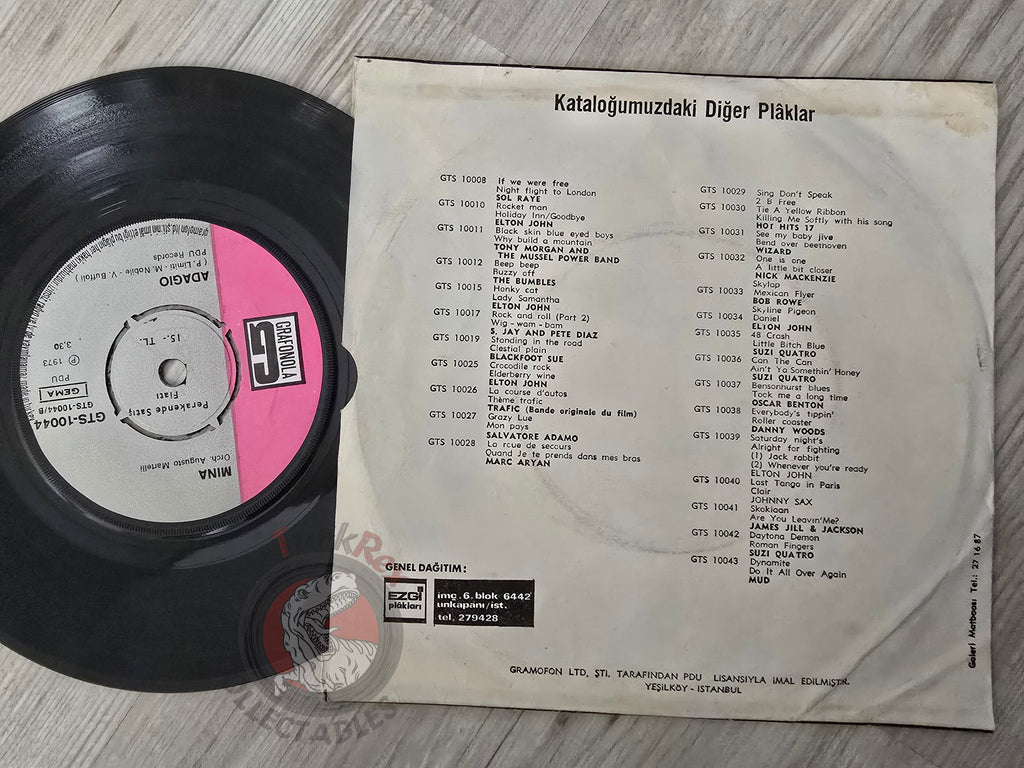 Kataloğumuzdaki Diğer Plâklar
GTS 10008 If we were free
Night flight to London
SOL RAYE
GTS 10010 Rocket man
Holiday Inn/Goodbye
ELTON JOHN
GTS 10011 Black skin blue eyed boys
Why build a mountain
TONY MORGAN AND
THE MUSSEL POWER BAND
GTS 10012 Beep beep
Buzzy off
THE BUMBLES
GTS 10015 Honky cat
Lady Samantha
ELTON JOHN
GTS 10017 Rock and roll (Part 2)
Wig-wam-bam
S. JAY AND PETE DIAZ
GTS 10019 Stonding in the road
Clestial plain
BLACKFOOT SUE
GTS 10025 Crocodile rock
Elderberry wine
ELTON JOHN
GTS 10026 La course d'autos
Théme trafic
TRAFIC (Bande originale du film)
GTS 10027 Grazy Lue
Mon pays
SALVATORE ADAMO
GTS 10028 La rcue de secours
Quand Je te prends dans mes bras
MARC ARYAN
GTS 10029 Sing Don't Speak
2 B Free
GTS 10030 Tie A Yellow Ribbon
Killing Me Softly with his song
HOT HITS 17
GTS 10031 See my baby jive
Bend over beethoven
WIZARD
GTS 10032 One is one
A little bit closer
NICK MACKENZIE
Skylap
GTS 10033 Mexican Flyer
BOB ROWE
Skyline Pigeon
GTS 10034 Daniel
ELTON JOHN
GTS 10035 48 Crash
Little Bitch Blue
SUZI QUATRO
GTS 10036 Can The Can
Ain't Ya Somethin' Honey
SUZI QUATRO
GTS 10037 Bensonhurst blues
Took me a long time
OSCAR BENTON
GTS 10038 Everybody's tippin'
Roller coaster
DANNY WOODS
GTS 10039 Saturday night's
Alright for fighting
(1) Jack rabbit
(2) Whenever you're ready
ELTON JOHN
GTS 10040 Last Tango in Paris
Clair
JOHNNY SAX
GTS 10041 Skokiaan
Are You Leavin'Me?
JAMES JILL & JACKSON
GTS 10042 Daytona Demon
Roman Fingers
SUZI QUATRO
GTS 10043 Dynamite
Do It All Over Again
MUD
GENEL DAĞITIM:
EZGİ
plâkları
imç.6.blok 6442
unkapanı/ist.
tel. 279428
GRAMOFON LTD. ŞTİ. TARAFINDAN PDU LISANSIYLA İMAL EDİLMİŞTİR.
YEŞİLKÖY - ISTANBUL
Galeri Matbaası Tel.: 27 16 87
GRAFONOLA
G
MINA
Orch. Augusto Martelli
GTS-10044
GTS-10044/B
GEMA
PDU
Perakende Satış
Fiatı
15.- TL.
℗ 1973
3,30
ADAGIO
( P. Limiti - M. Nobile - V. Buffoli )
PDU Records